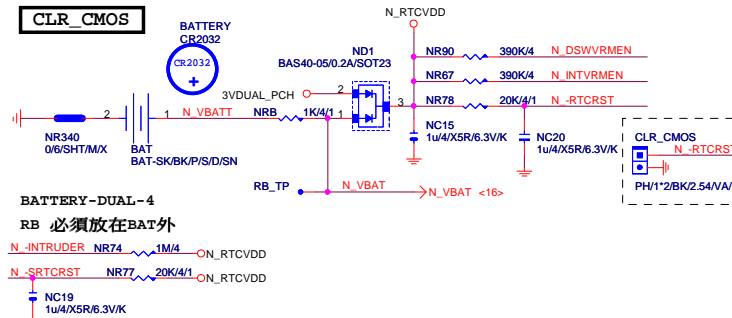 CLR_CMOS
BATTERY
CR2032
CR2032
+
N_RTCVDD
ND1
BAS40-05/0.2A/SOT23
NR90 390K/4 N_DSWVRMEN
NR67 390K/4 N_INTVRMEN
NR78 20K/4/1 N_-RTCRST
3VDUAL_PCH
2
1
3
2
1
N_VBATT
NRB
1K/4/1
NR340
0/6/SHT/M/X
BAT
BAT-SK/BK/P/S/D/SN
NC15
1u/4/X5R/6.3V/K
NC20
1u/4/X5R/6.3V/K
CLR_CMOS
N_-RTCRST
PH/1*2/BK/2.54/VA/
RB_TP
N_VBAT
N_VBAT <16>
BATTERY-DUAL-4
RB 必須放在BAT外
N_-INTRUDER NR74 1M/4 N_RTCVDD
N_-SRTCRST NR77 20K/4/1 N_RTCVDD
NC19
1u/4/X5R/6.3V/K